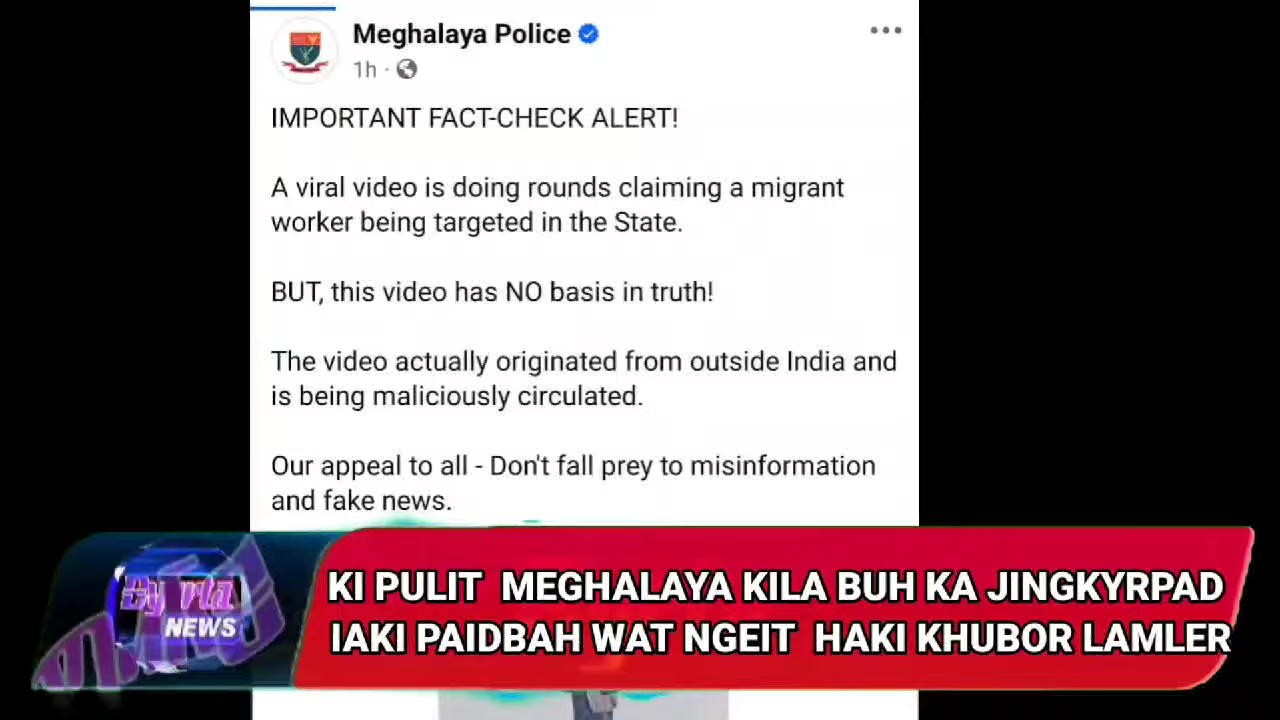 Meghalaya Police
1h ·
IMPORTANT FACT-CHECK ALERT!
A viral video is doing rounds claiming a migrant
worker being targeted in the State.
BUT, this video has NO basis in truth!
The video actually originated from outside India and
is being maliciously circulated.
Our appeal to all - Don't fall prey to misinformation
and fake news.
KI PULIT MEGHALAYA KILA BUH KA JINGKYRPAD
IAKI PAIDBAH WAT NGEIT HAKI KHUBOR LAMLER
NEWS